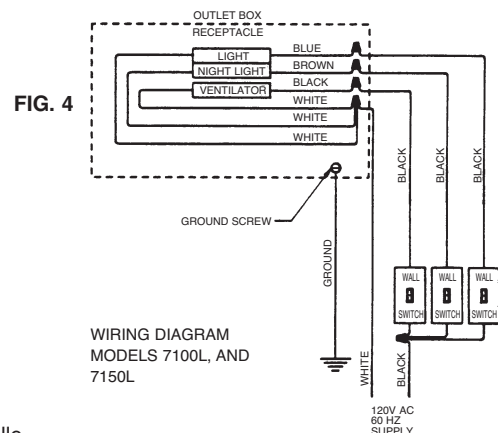 OUTLET BOX
RECEPTACLE
LIGHT
BLUE
NIGHT LIGHT
BROWN
VENTILATOR
BLACK
WHITE
WHITE
WHITE
FIG. 4
GROUND SCREW
GROUND
WHITE
BLACK
BLACK
BLACK
WALL
SWITCH
WALL
SWITCH
WALL
SWITCH
BLACK
WIRING DIAGRAM
MODELS 7100L, AND
7150L
120V AC
60 HZ
SUPPLY